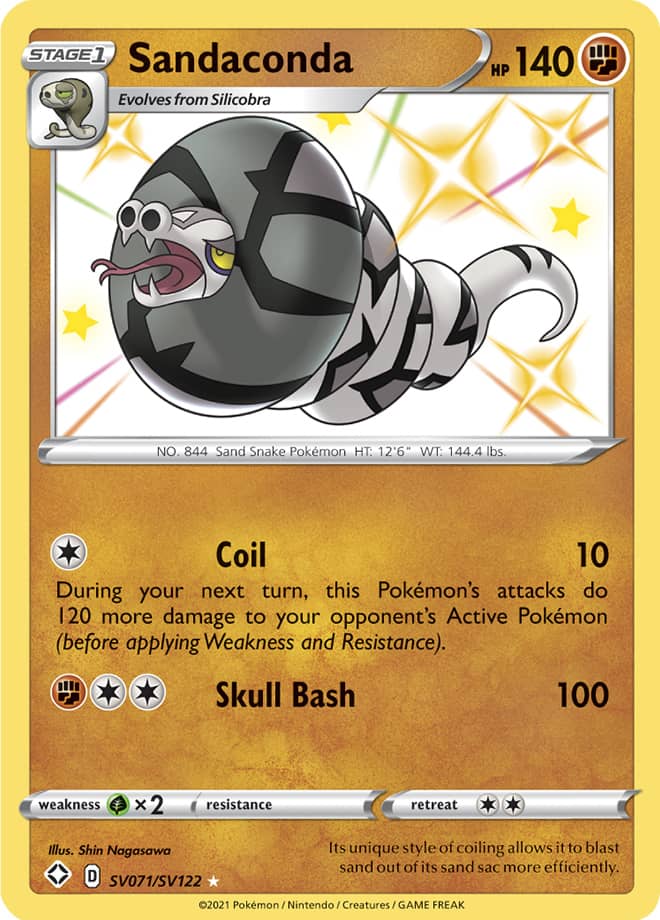 STAGE 1
Sandaconda
HP 140
Evolves from Silicobra
NO. 844 Sand Snake Pokémon HT: 12'6" WT: 144.4 lbs.
Coil 10
During your next turn, this Pokémon's attacks do
120 more damage to your opponent's Active Pokémon
(before applying Weakness and Resistance).
Skull Bash 100
weakness ×2 resistance retreat
Illus. Shin Nagasawa
Its unique style of coiling allows it to blast
sand out of its sand sac more efficiently.
D SV071/SV122
©2021 Pokémon / Nintendo / Creatures / GAME FREAK